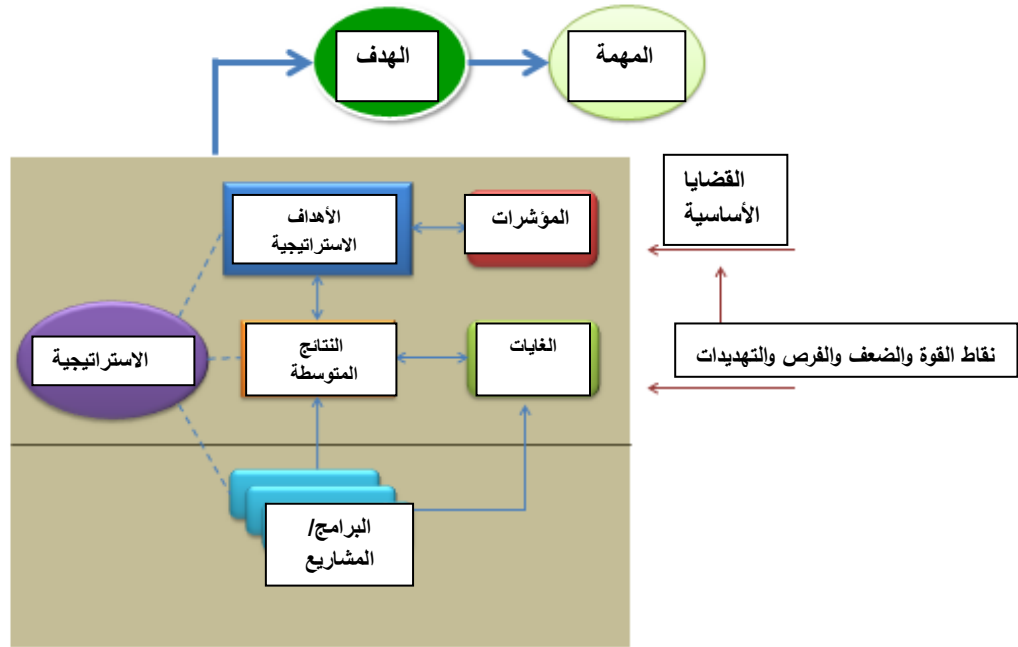 الهدف
المهمة
القضايا
الأساسية
الأهداف
الاستراتيجية
المؤشرات
الاستراتيجية
النتائج
المتوسطة
الغايات
نقاط القوة والضعف والفرص والتهديدات
البرامج/
المشاريع